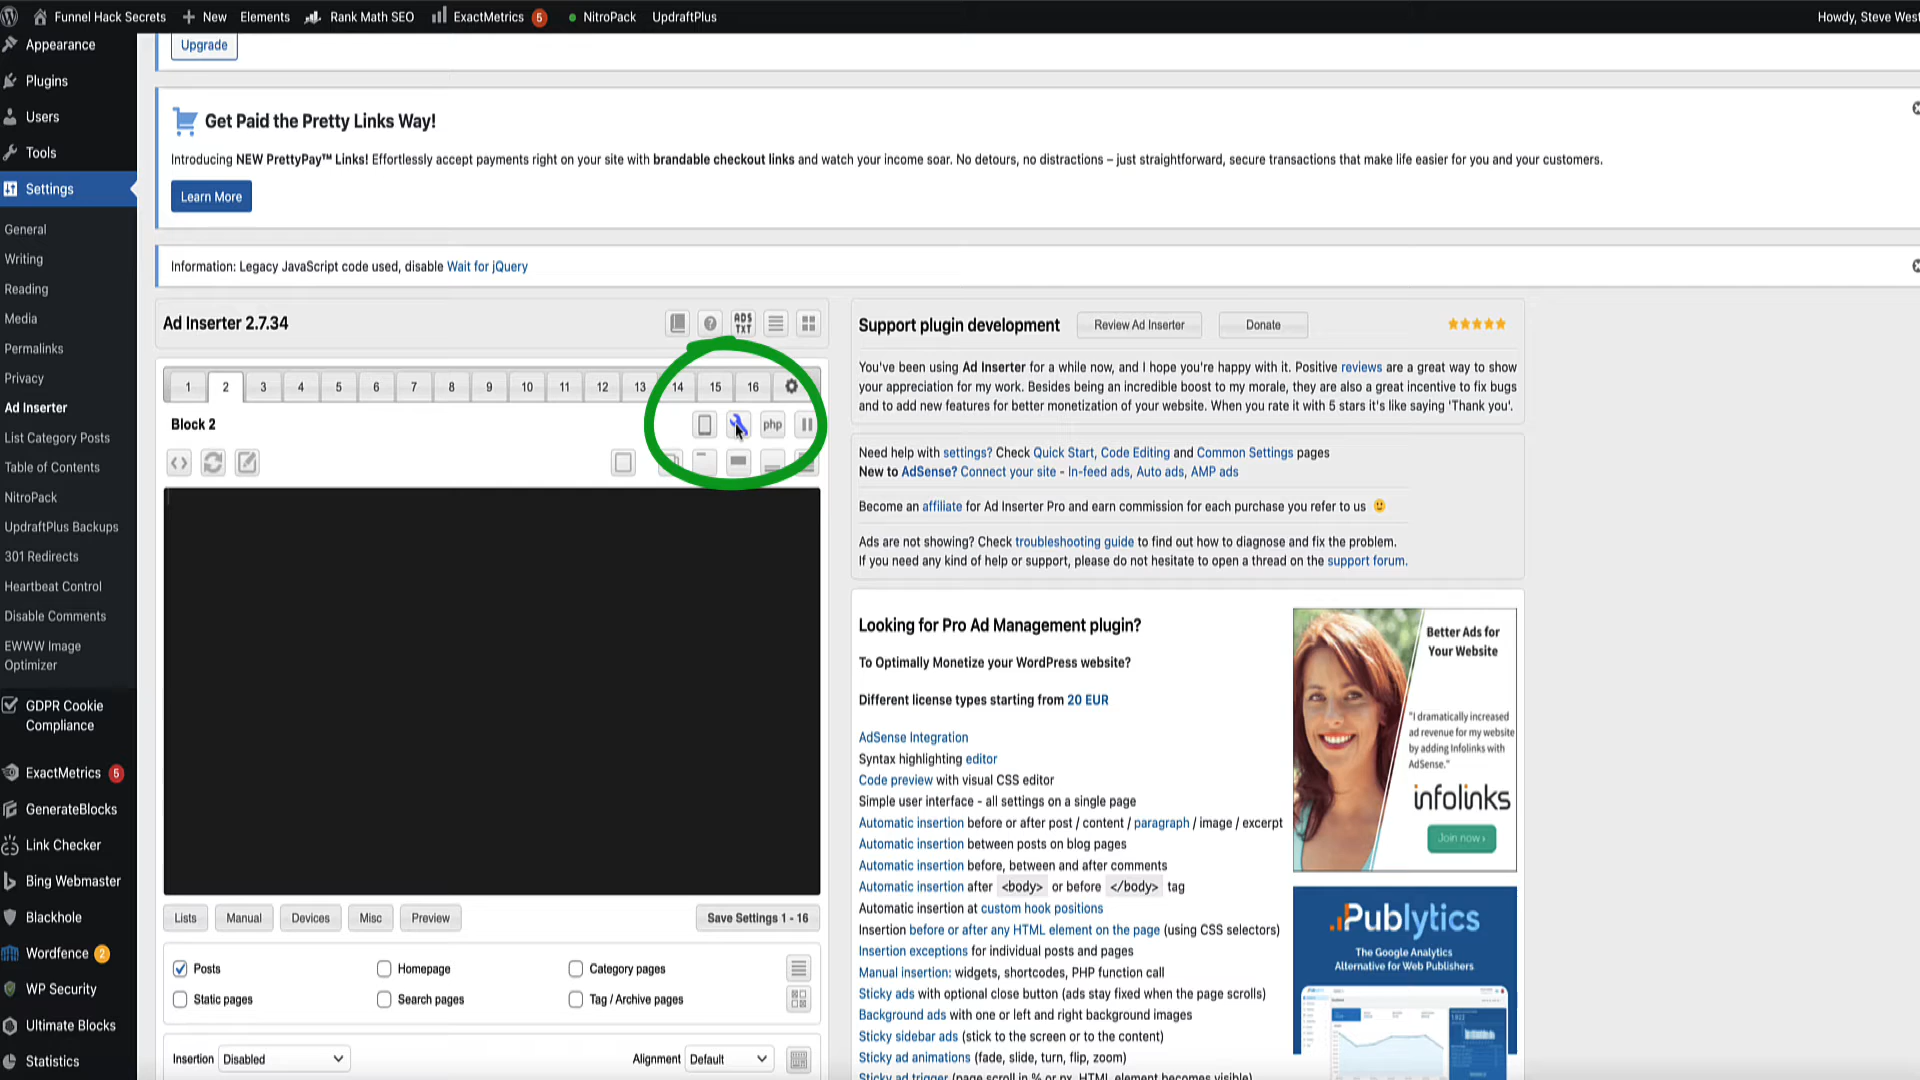 Funnel Hack Secrets
New
Elements
Rank Math SEO
ExactMetrics 5
NitroPack
UpdraftPlus
Howdy, Steve West
Appearance
Plugins
Users
Tools
Settings
General
Writing
Reading
Media
Permalinks
Privacy
Ad Inserter
List Category Posts
Table of Contents
NitroPack
UpdraftPlus Backups
301 Redirects
Heartbeat Control
Disable Comments
EWWW Image
Optimizer
GDPR Cookie
Compliance
ExactMetrics 5
GenerateBlocks
Link Checker
Bing Webmaster
Blackhole
Wordfence 2
WP Security
Ultimate Blocks
Statistics
Upgrade
Get Paid the Pretty Links Way!
Introducing NEW PrettyPay™ Links! Effortlessly accept payments right on your site with brandable checkout links and watch your income soar. No detours, no distractions – just straightforward, secure transactions that make life easier for you and your customers.
Learn More
Information: Legacy JavaScript code used, disable Wait for jQuery
Ad Inserter 2.7.34
ADS
TXT
1 2 3 4 5 6 7 8 9 10 11 12 13 14 15 16
Block 2
php
Lists
Manual
Devices
Misc
Preview
Save Settings 1 - 16
Posts
Homepage
Category pages
Static pages
Search pages
Tag / Archive pages
Insertion
Disabled
Alignment
Default
Support plugin development
Review Ad Inserter
Donate
You've been using Ad Inserter for a while now, and I hope you're happy with it. Positive reviews are a great way to show
your appreciation for my work. Besides being an incredible boost to my morale, they are also a great incentive to fix bugs
and to add new features for better monetization of your website. When you rate it with 5 stars it's like saying 'Thank you'.
Need help with settings? Check Quick Start, Code Editing and Common Settings pages
New to AdSense? Connect your site - In-feed ads, Auto ads, AMP ads
Become an affiliate for Ad Inserter Pro and earn commission for each purchase you refer to us
Ads are not showing? Check troubleshooting guide to find out how to diagnose and fix the problem.
If you need any kind of help or support, please do not hesitate to open a thread on the support forum.
Looking for Pro Ad Management plugin?
To Optimally Monetize your WordPress website?
Different license types starting from 20 EUR
AdSense Integration
Syntax highlighting editor
Code preview with visual CSS editor
Simple user interface - all settings on a single page
Automatic insertion before or after post / content / paragraph / image / excerpt
Automatic insertion between posts on blog pages
Automatic insertion before, between and after comments
Automatic insertion after <body> or before </body> tag
Automatic insertion at custom hook positions
Insertion before or after any HTML element on the page (using CSS selectors)
Insertion exceptions for individual posts and pages
Manual insertion: widgets, shortcodes, PHP function call
Sticky ads with optional close button (ads stay fixed when the page scrolls)
Background ads with one or left and right background images
Sticky sidebar ads (stick to the screen or to the content)
Sticky ad animations (fade, slide, turn, flip, zoom)
Sticky ad trigger (page scroll in % or px, HTML element becomes visible)
Better Ads for
Your Website
"I dramatically increased
ad revenue for my website
by adding Infolinks with
AdSense."
infolinks
Join now ›
Publytics
The Google Analytics
Alternative for Web Publishers